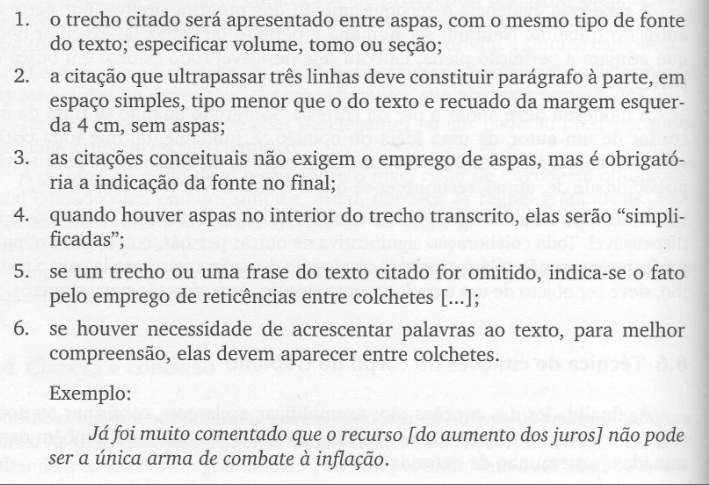 1. o trecho citado será apresentado entre aspas, com o mesmo tipo de fonte
do texto; especificar volume, tomo ou seção;
2. a citação que ultrapassar três linhas deve constituir parágrafo à parte, em
espaço simples, tipo menor que o do texto e recuado da margem esquer-
da 4 cm, sem aspas;
3. as citações conceituais não exigem o emprego de aspas, mas é obrigató-
ria a indicação da fonte no final;
4. quando houver aspas no interior do trecho transcrito, elas serão “simpli-
ficadas”;
5. se um trecho ou uma frase do texto citado for omitido, indica-se o fato
pelo emprego de reticências entre colchetes [...];
6. se houver necessidade de acrescentar palavras ao texto, para melhor
compreensão, elas devem aparecer entre colchetes.
Exemplo:
Já foi muito comentado que o recurso [do aumento dos juros] não pode
ser a única arma de combate à inflação.